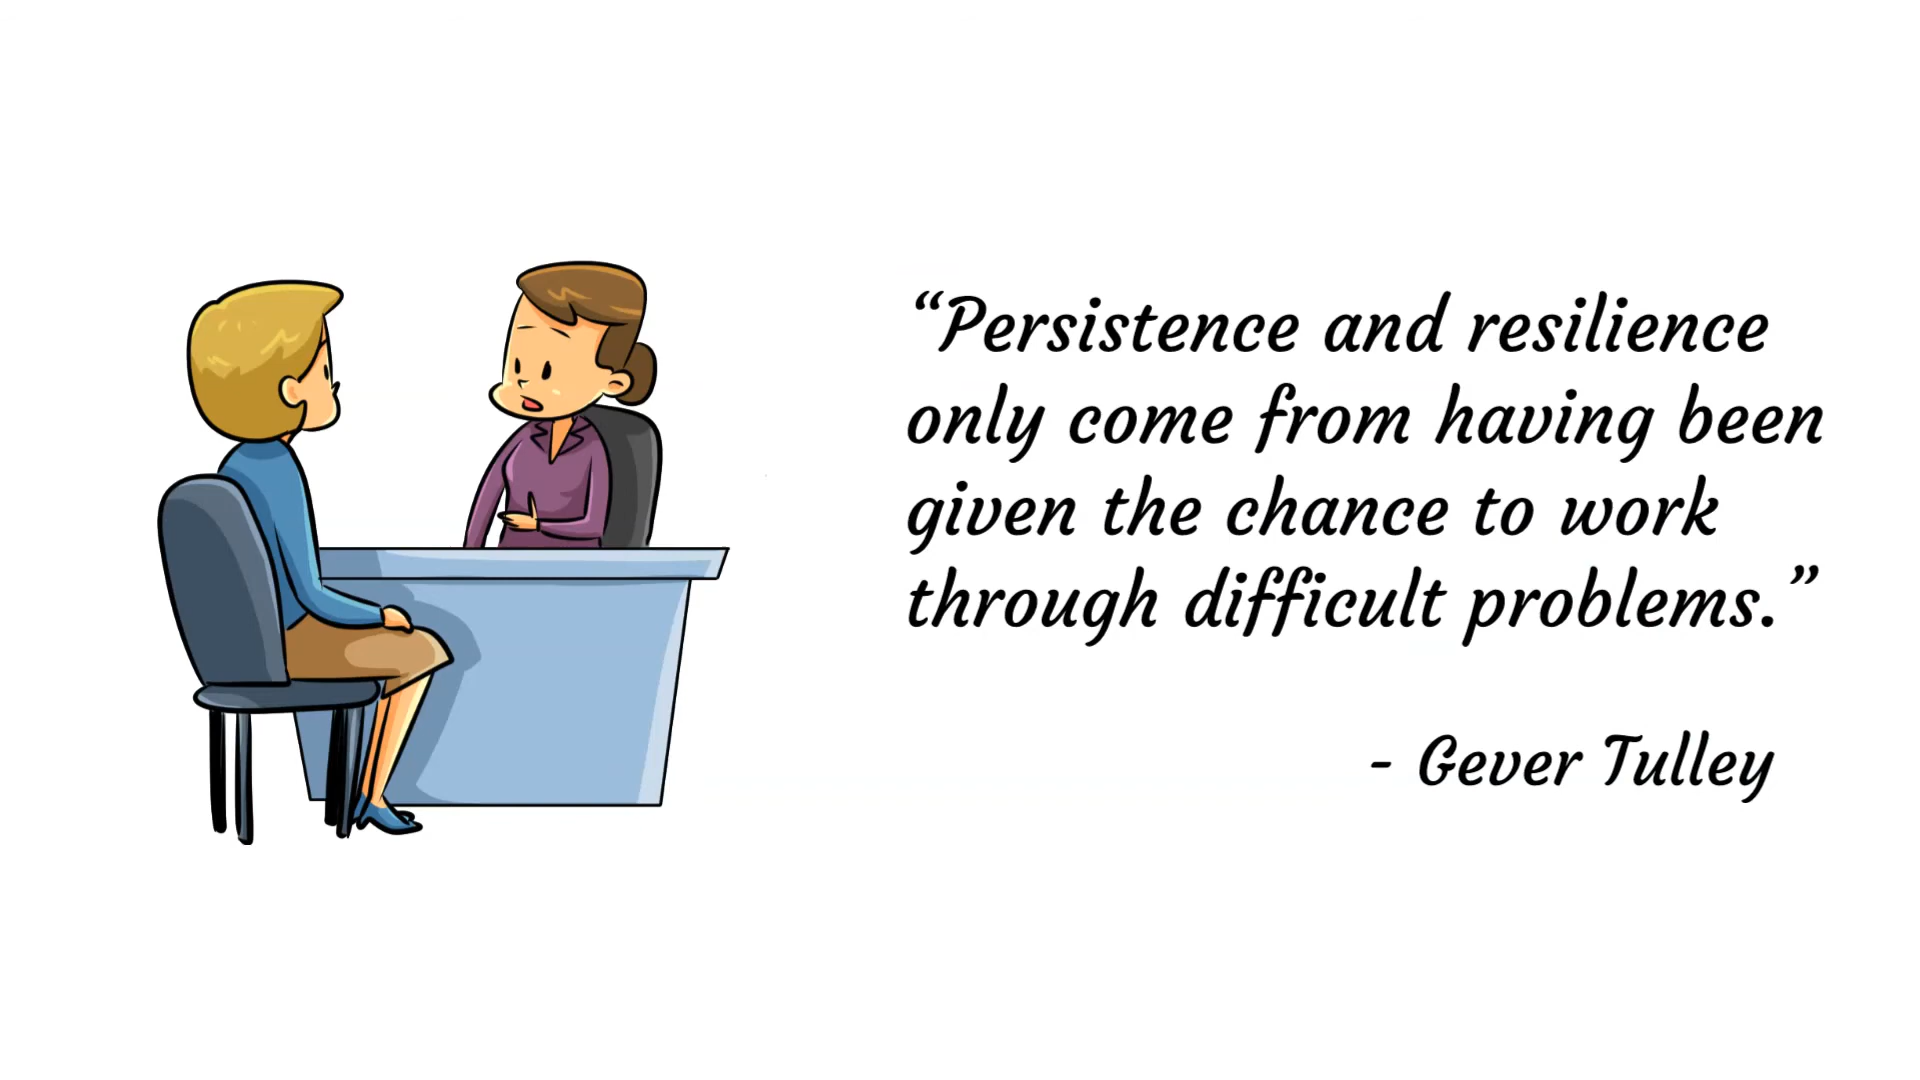 “Persistence and resilience
only come from having been
given the chance to work
through difficult problems.”
- Gever Tulley